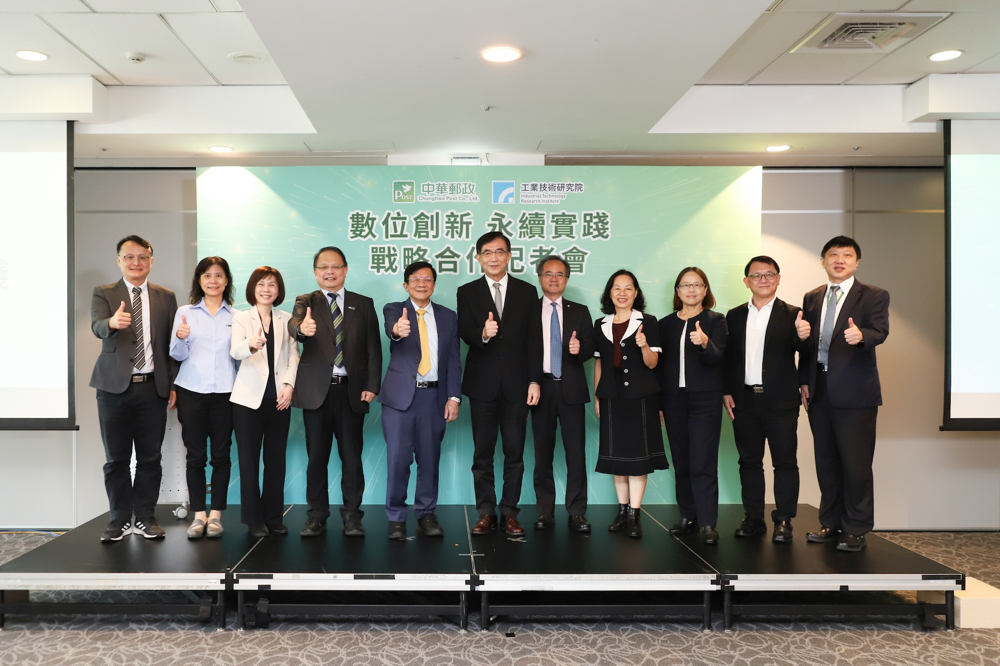 POST
中華郵政
Chunghwa Post Co., Ltd.
工業技術研究院
Industrial Technology
Research Institute
數位創新 永續實踐
戰略合作記者會